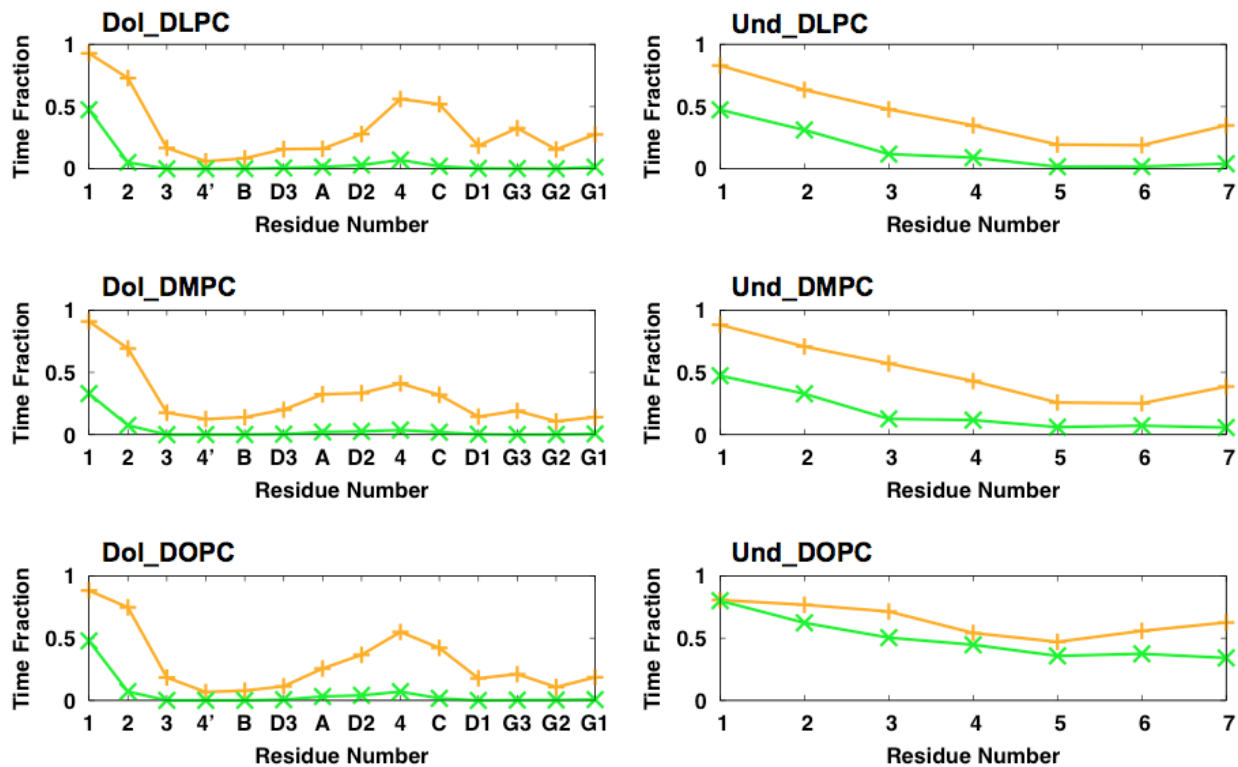 Dol_DLPC
Time Fraction
1
0.5
0
1 2 3 4' B D3 A D2 4 C D1 G3 G2 G1
Residue Number
Und_DLPC
Time Fraction
1
0.5
0
1 2 3 4 5 6 7
Residue Number
Dol_DMPC
Time Fraction
1
0.5
0
1 2 3 4' B D3 A D2 4 C D1 G3 G2 G1
Residue Number
Und_DMPC
Time Fraction
1
0.5
0
1 2 3 4 5 6 7
Residue Number
Dol_DOPC
Time Fraction
1
0.5
0
1 2 3 4' B D3 A D2 4 C D1 G3 G2 G1
Residue Number
Und_DOPC
Time Fraction
1
0.5
0
1 2 3 4 5 6 7
Residue Number